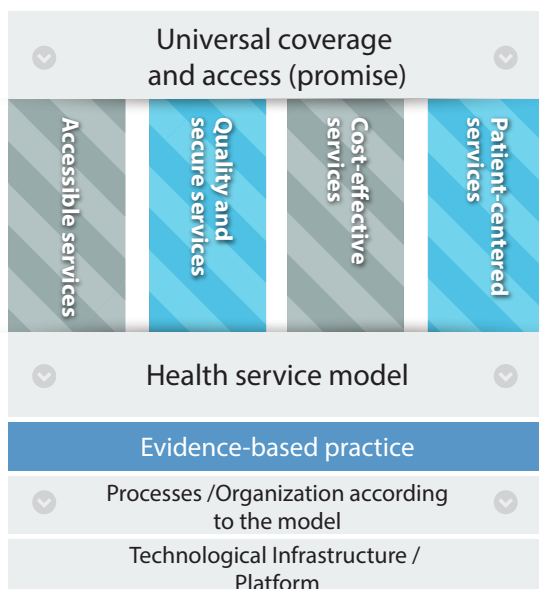 Universal coverage
and access (promise)
Accessible services
Quality and
secure services
Cost-effective
services
Patient-centered
services
Health service model
Evidence-based practice
Processes /Organization according
to the model
Technological Infrastructure /
Platform